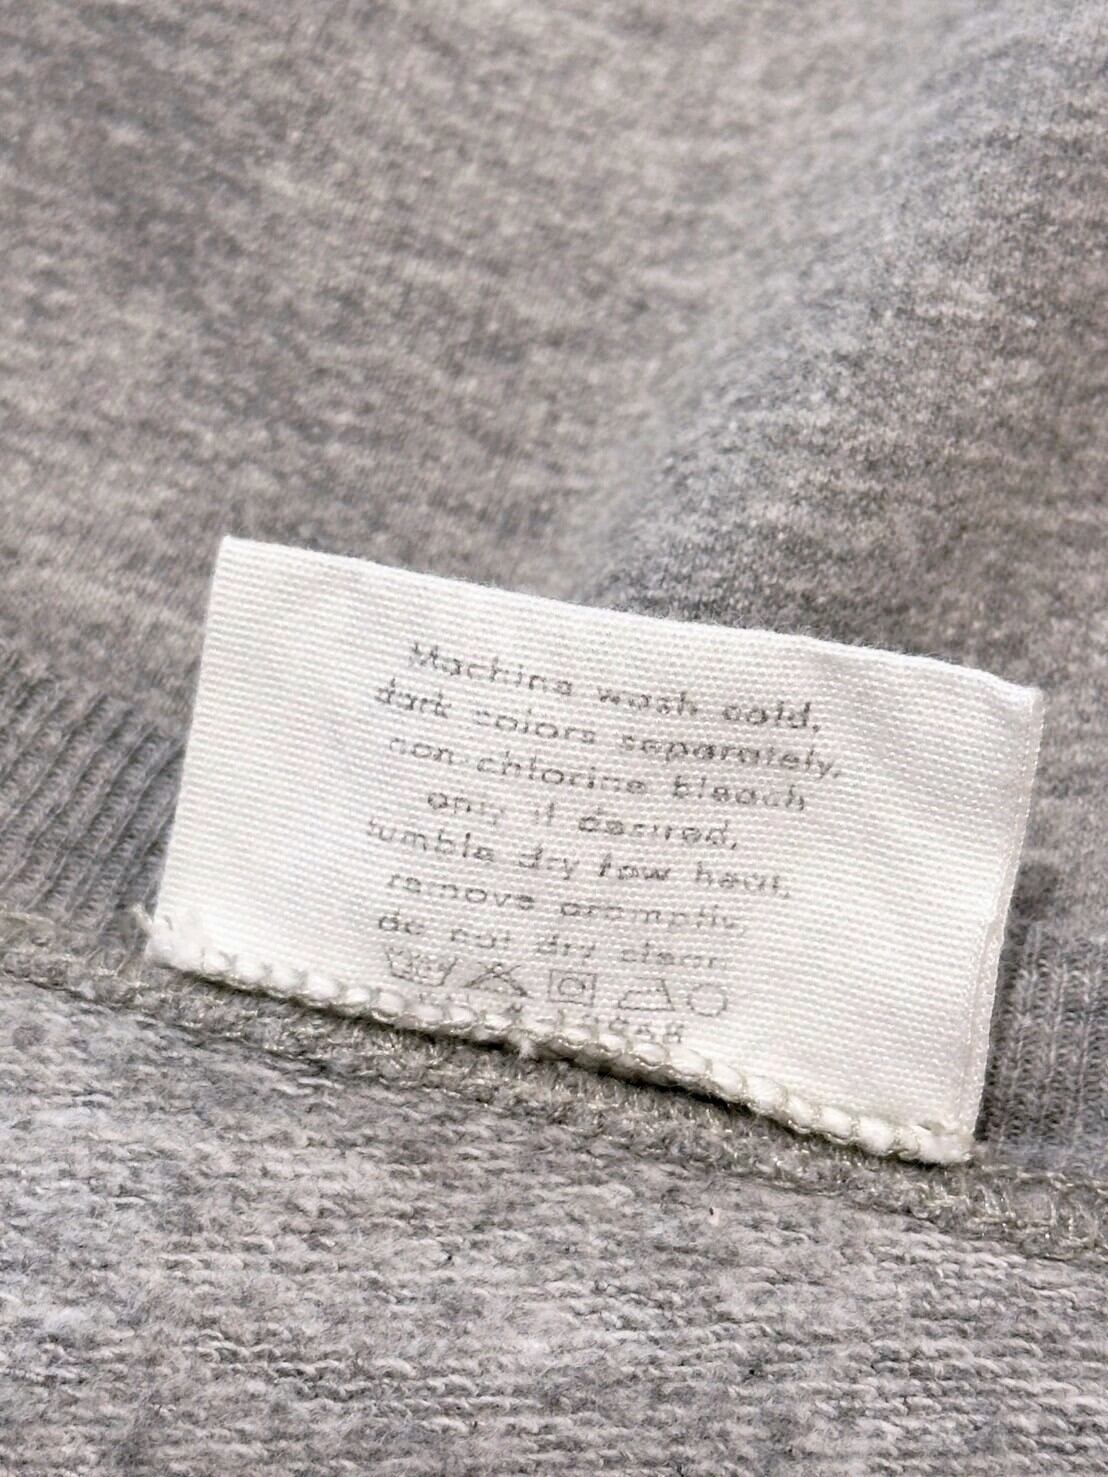 Machine wash cold,
dark colors separately,
non-chlorine bleach
only if desired,
tumble dry low heat,
remove promptly,
do not dry clean